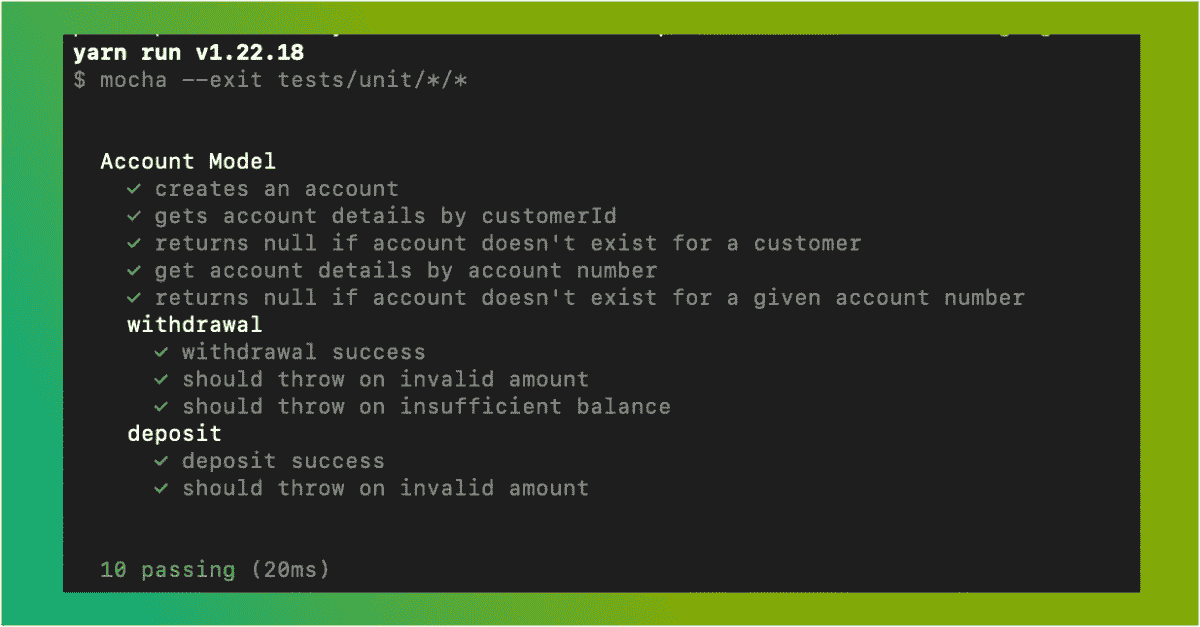 yarn run v1.22.18
$ mocha --exit tests/unit/*/*
Account Model
✓ creates an account
✓ gets account details by customerId
✓ returns null if account doesn't exist for a customer
✓ get account details by account number
✓ returns null if account doesn't exist for a given account number
withdrawal
✓ withdrawal success
✓ should throw on invalid amount
✓ should throw on insufficient balance
deposit
✓ deposit success
✓ should throw on invalid amount
10 passing (20ms)